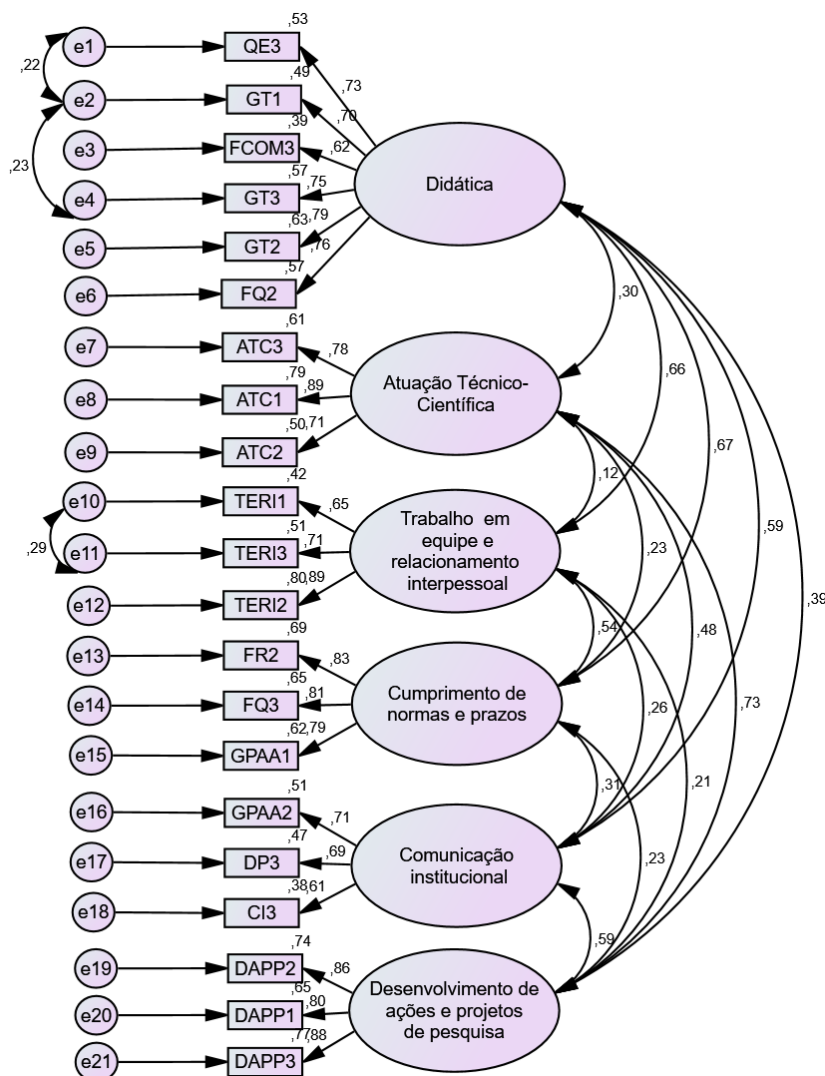 ,53
e1
QE3
,22
,73
,49
e2
GT1
,70
,39
e3
FCOM3
,62
Didática
,23
,57
,75
e4
GT3
,63
,79
e5
GT2
,76
,57
e6
FQ2
,30
,61
e7
ATC3
,78
,66
,79
,89
e8
ATC1
Atuação Técnico-
Científica
,50
,71
e9
ATC2
,67
,42
,12
e10
TERI1
,65
,59
,29
,51
,71
e11
TERI3
Trabalho em
equipe e
relacionamento
interpessoal
,23
,80
,89
e12
TERI2
,39
,69
,54
,48
e13
FR2
,83
,65
,81
e14
FQ3
Cumprimento de
normas e prazos
,26
,73
,62
,79
e15
GPAA1
,51
,31
,21
e16
GPAA2
,71
,47
,69
e17
DP3
Comunicação
institucional
,23
,38
,61
e18
CI3
,74
,59
e19
DAPP2
,86
,65
,80
e20
DAPP1
Desenvolvimento de
ações e projetos
de pesquisa
,77
,88
e21
DAPP3